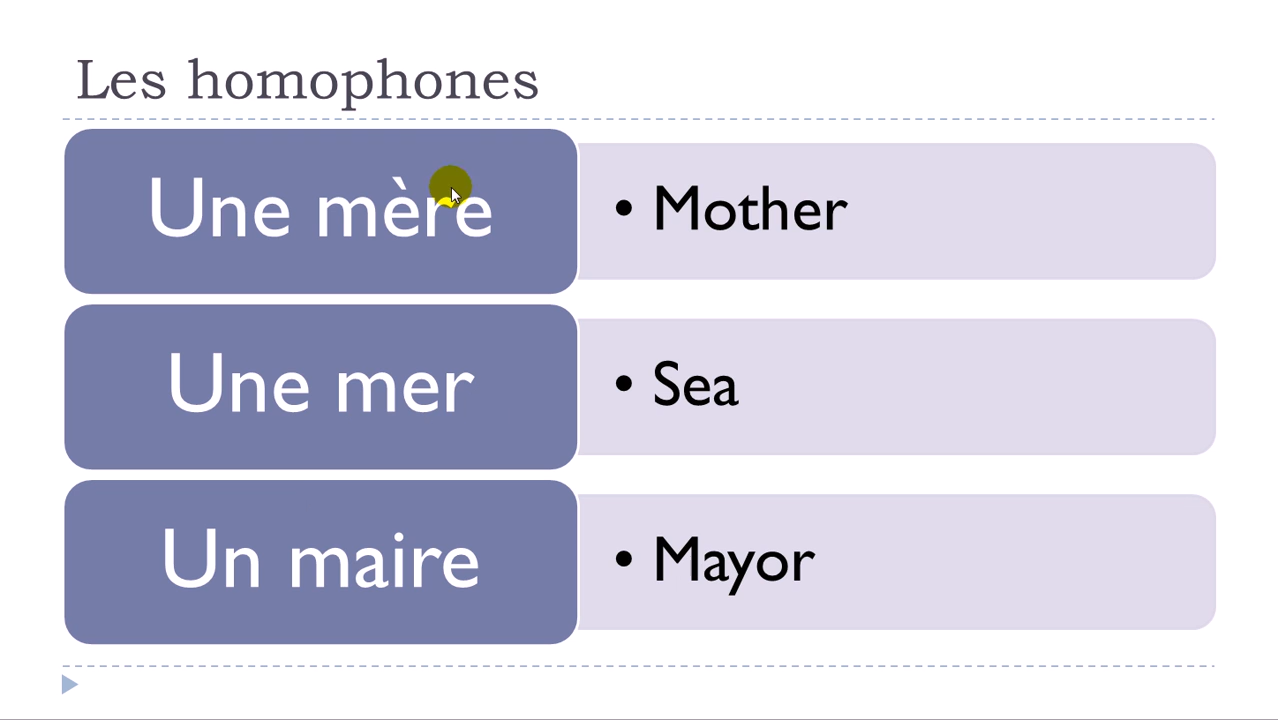 Les homophones
Une mère
• Mother
Une mer
• Sea
Un maire
• Mayor